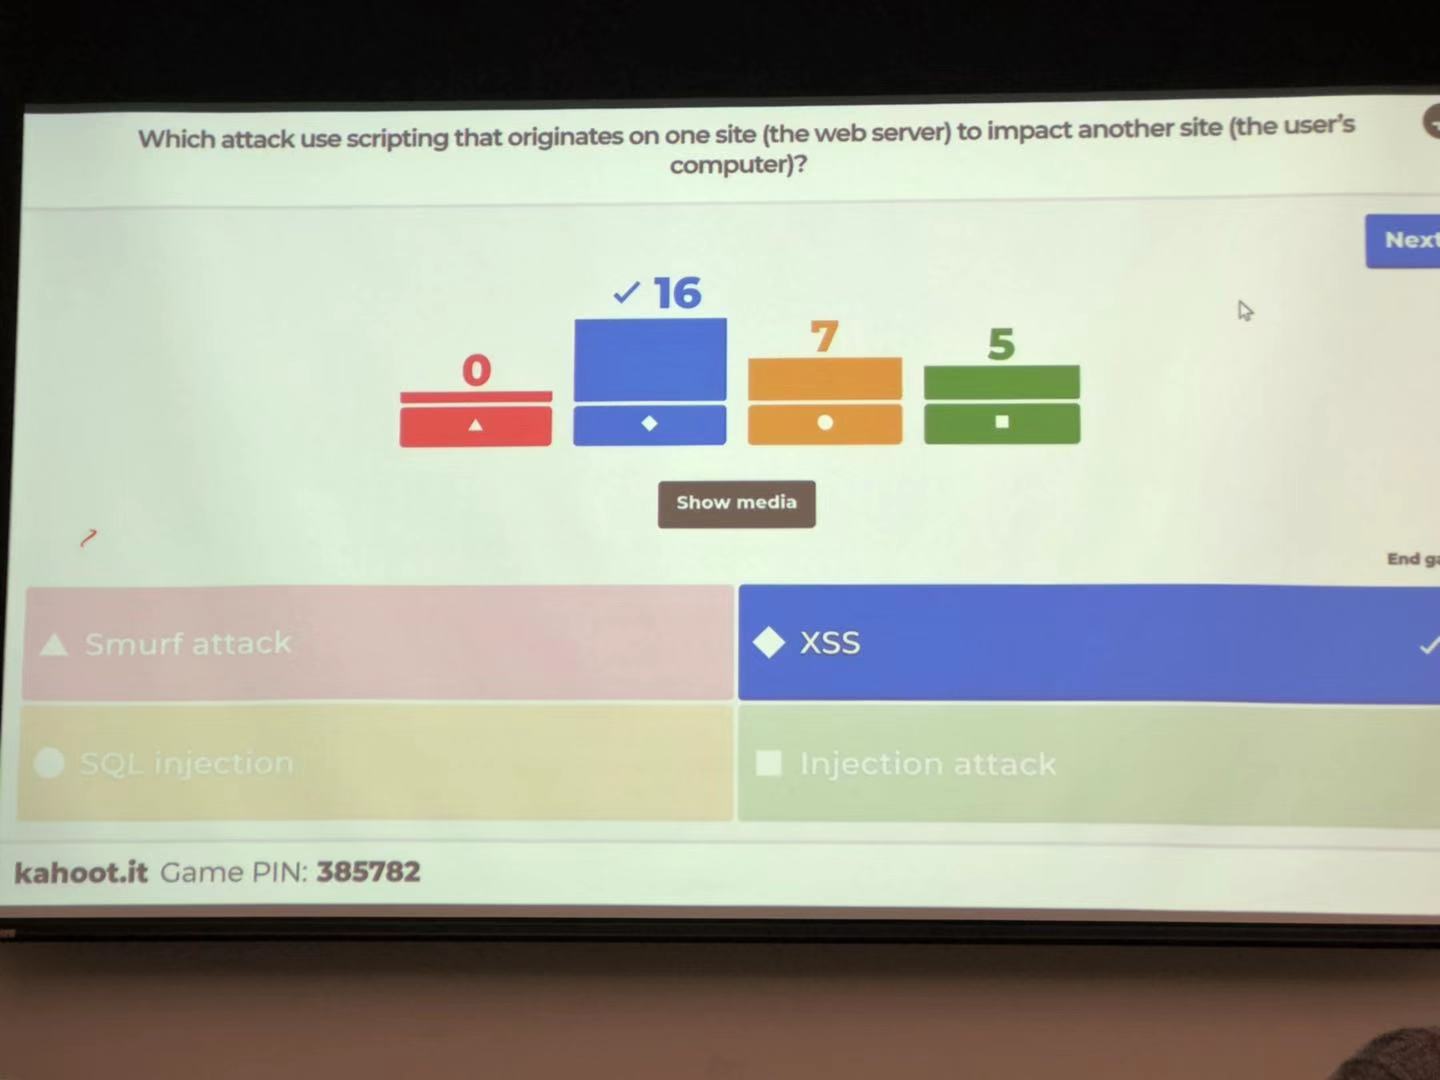 Which attack use scripting that originates on one site (the web server) to impact another site (the user's
computer)?
Next
✓ 16
7
5
0
Show media
End ga
Smurf attack
XSS
SQL injection
Injection attack
kahoot.it Game PIN: 385782